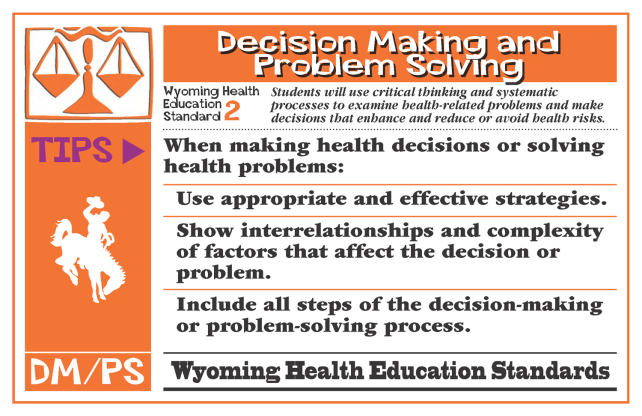 Decision Making and
Problem Solving
Wyoming Health
Education
Standard 2
Students will use critical thinking and systematic
processes to examine health-related problems and make
decisions that enhance and reduce or avoid health risks.
TIPS
When making health decisions or solving
health problems:
Use appropriate and effective strategies.
Show interrelationships and complexity
of factors that affect the decision or
problem.
Include all steps of the decision-making
or problem-solving process.
DM/PS
Wyoming Health Education Standards